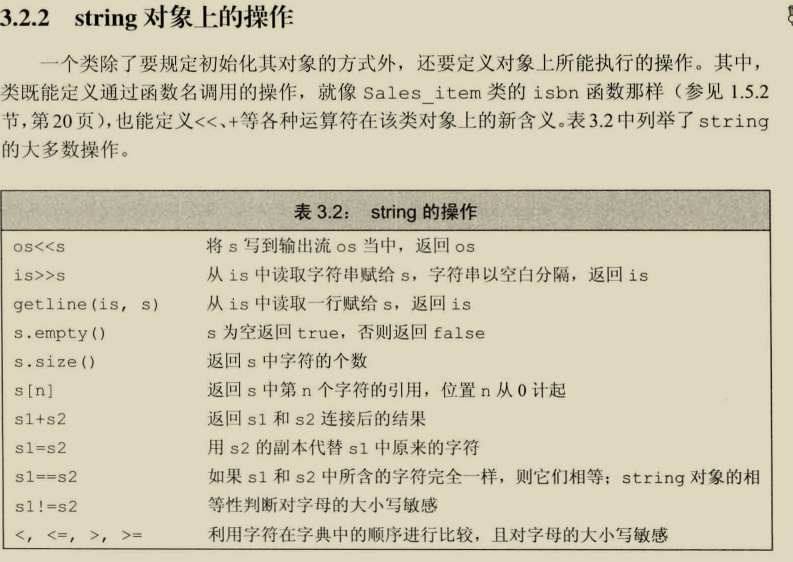 3.2.2 string 对象上的操作
一个类除了要规定初始化其对象的方式外，还要定义对象上所能执行的操作。其中，
类既能定义通过函数名调用的操作，就像 Sales_item 类的 isbn 函数那样（参见 1.5.2
节，第 20 页），也能定义<<、+等各种运算符在该类对象上的新含义。表 3.2 中列举了 string
的大多数操作。
表 3.2： string 的操作
os<<s 将 s 写到输出流 os 当中，返回 os
is>>s 从 is 中读取字符串赋给 s，字符串以空白分隔，返回 is
getline(is, s) 从 is 中读取一行赋给 s，返回 is
s.empty() s 为空返回 true，否则返回 false
s.size() 返回 s 中字符的个数
s[n] 返回 s 中第 n 个字符的引用，位置 n 从 0 计起
s1+s2 返回 s1 和 s2 连接后的结果
s1=s2 用 s2 的副本代替 s1 中原来的字符
s1==s2 如果 s1 和 s2 中所含的字符完全一样，则它们相等；string 对象的相
s1!=s2 等性判断对字母的大小写敏感
<, <=, >, >= 利用字符在字典中的顺序进行比较，且对字母的大小写敏感